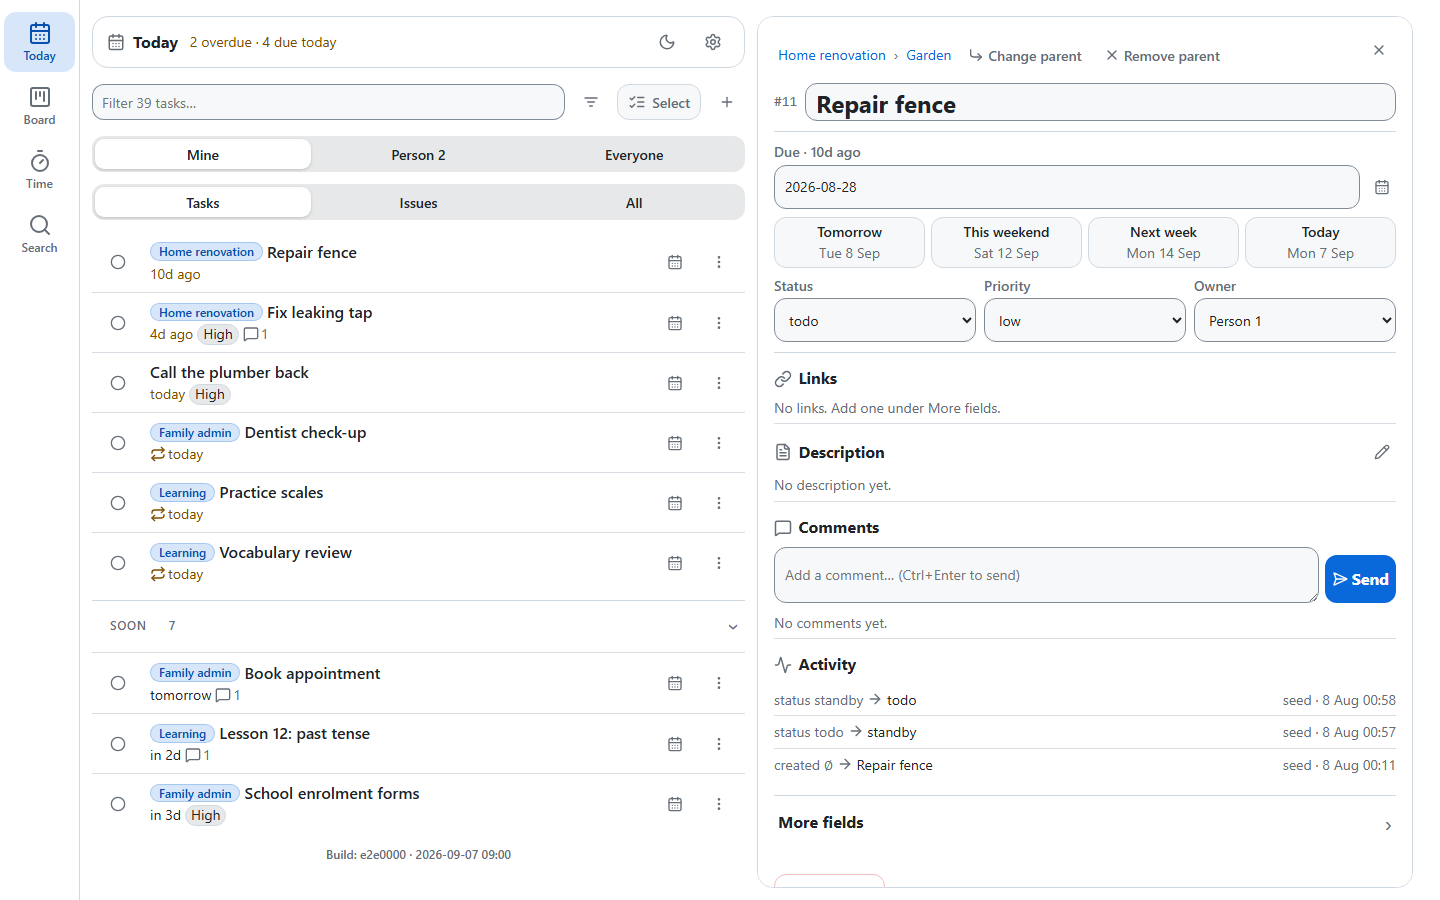 Today
Board
Time
Search
Today 2 overdue · 4 due today
Filter 39 tasks...
Select
Mine Person 2 Everyone
Tasks Issues All
Home renovation Repair fence
10d ago
Home renovation Fix leaking tap
4d ago High 1
Call the plumber back
today High
Family admin Dentist check-up
today
Learning Practice scales
today
Learning Vocabulary review
today
SOON 7
Family admin Book appointment
tomorrow 1
Learning Lesson 12: past tense
in 2d 1
Family admin School enrolment forms
in 3d High
Build: e2e0000 · 2026-09-07 09:00
Home renovation › Garden Change parent Remove parent
#11 Repair fence
Due · 10d ago
2026-08-28
Tomorrow This weekend Next week Today
Tue 8 Sep Sat 12 Sep Mon 14 Sep Mon 7 Sep
Status Priority Owner
todo low Person 1
Links
No links. Add one under More fields.
Description
No description yet.
Comments
Add a comment... (Ctrl+Enter to send)
Send
No comments yet.
Activity
status standby → todo seed · 8 Aug 00:58
status todo → standby seed · 8 Aug 00:57
created Ø → Repair fence seed · 8 Aug 00:11
More fields